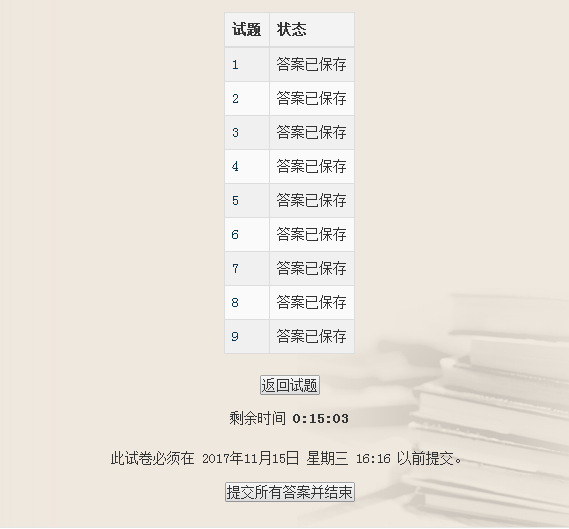 试题 状态
1 答案已保存
2 答案已保存
3 答案已保存
4 答案已保存
5 答案已保存
6 答案已保存
7 答案已保存
8 答案已保存
9 答案已保存
返回试题
剩余时间 0:15:03
此试卷必须在 2017年11月15日 星期三 16:16 以前提交。
提交所有答案并结束